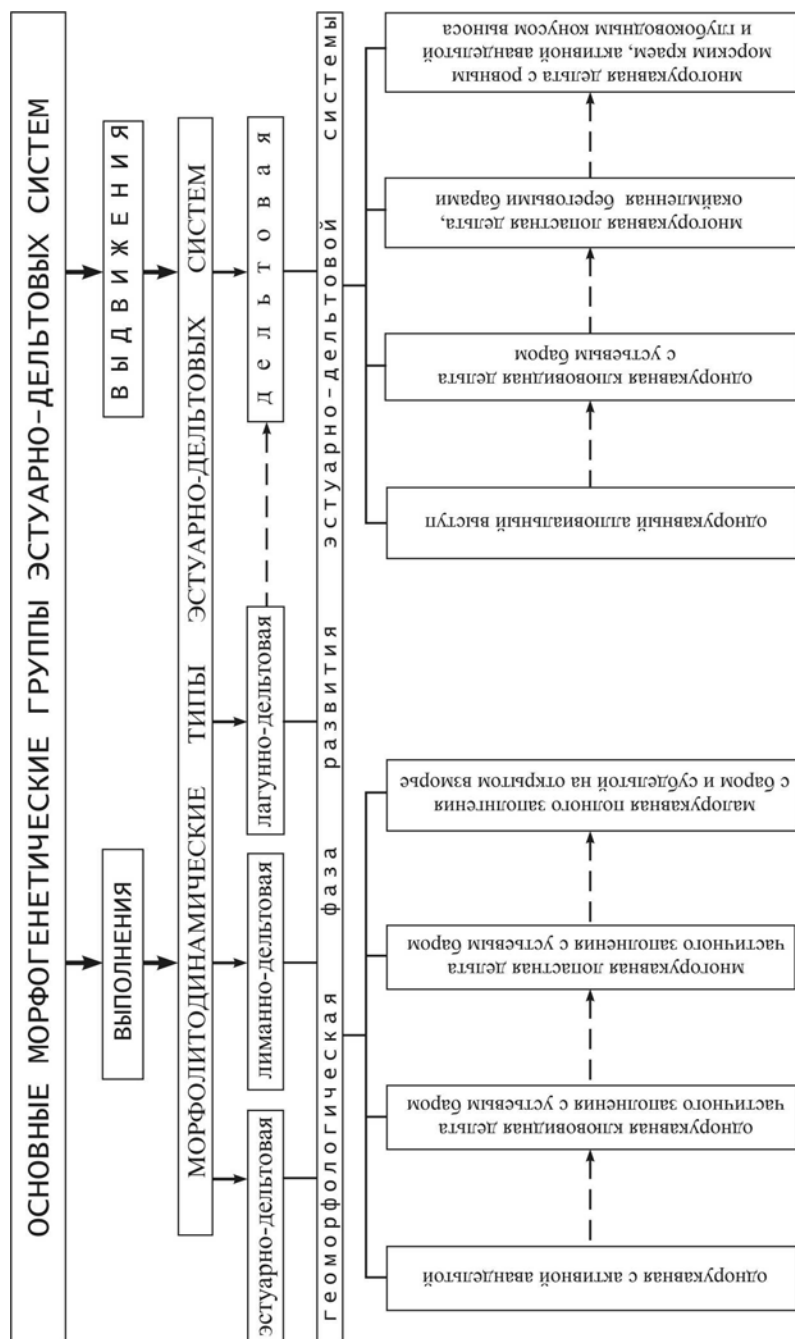 ОСНОВНЫЕ МОРФОГЕНЕТИЧЕСКИЕ ГРУППЫ ЭСТУАРНО-ДЕЛЬТОВЫХ СИСТЕМ
ВЫПОЛНЕНИЯ
ВЫДВИЖЕНИЯ
МОРФОЛИТОДИНАМИЧЕСКИЕ ТИПЫ ЭСТУАРНО-ДЕЛЬТОВЫХ СИСТЕМ
эстуарно-дельтовая
лиманно-дельтовая
лагунно-дельтовая
дельтовая
геоморфологическая фаза развития эстуарно-дельтовой системы
однорукавная с активной авандельтой
однорукавная клювовидная дельта
частичного заполнения с устьевым баром
многорукавная лопастная дельта
частичного заполнения с устьевым баром
малорукавная полного заполнгения
с баром и субдельтой на открытом взморье
однорукавный аллювиальный выступ
однорукавная клювовидная дельта
с устьевым баром
многорукавная лопастная дельта,
окаймленная береговыми барами
многорукавная дельта с ровным
морским краем, активной авандельтой
и глубоководным конусом выноса